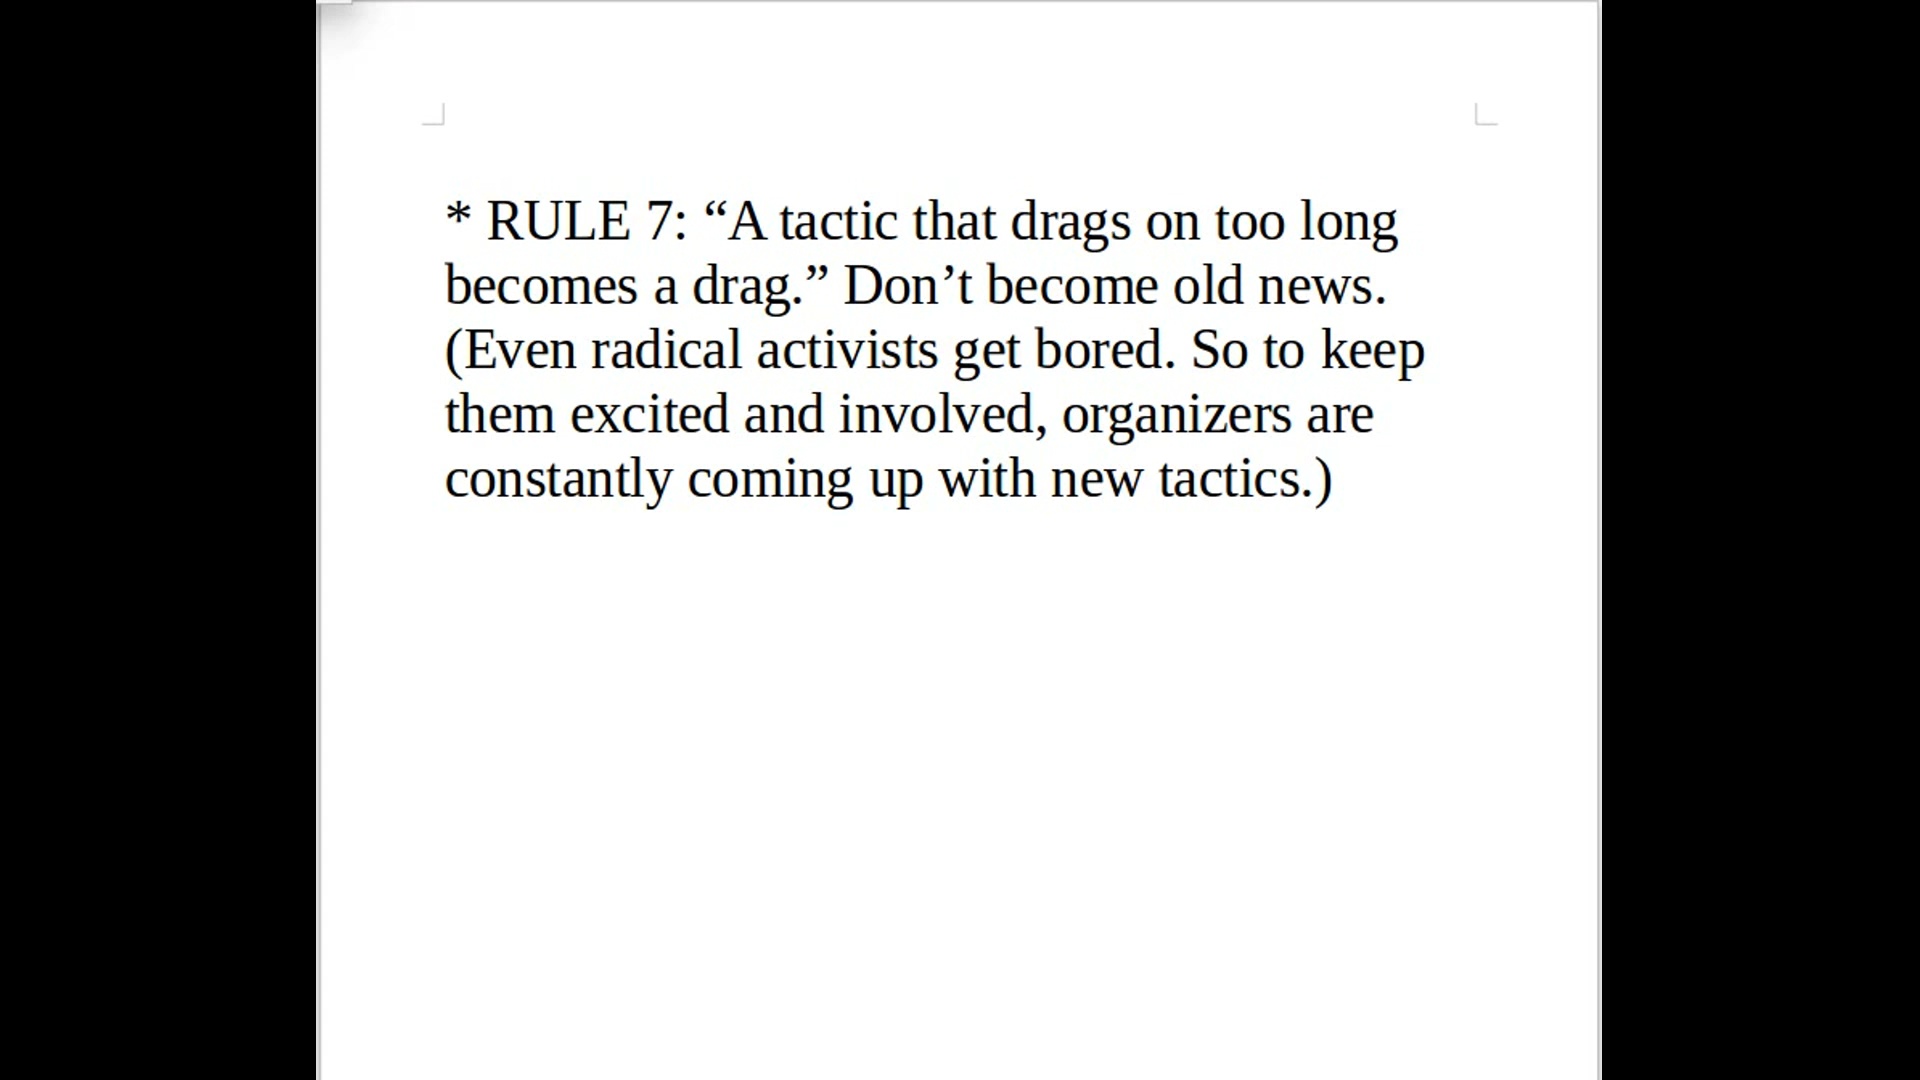 * RULE 7: “A tactic that drags on too long
becomes a drag.” Don’t become old news.
(Even radical activists get bored. So to keep
them excited and involved, organizers are
constantly coming up with new tactics.)